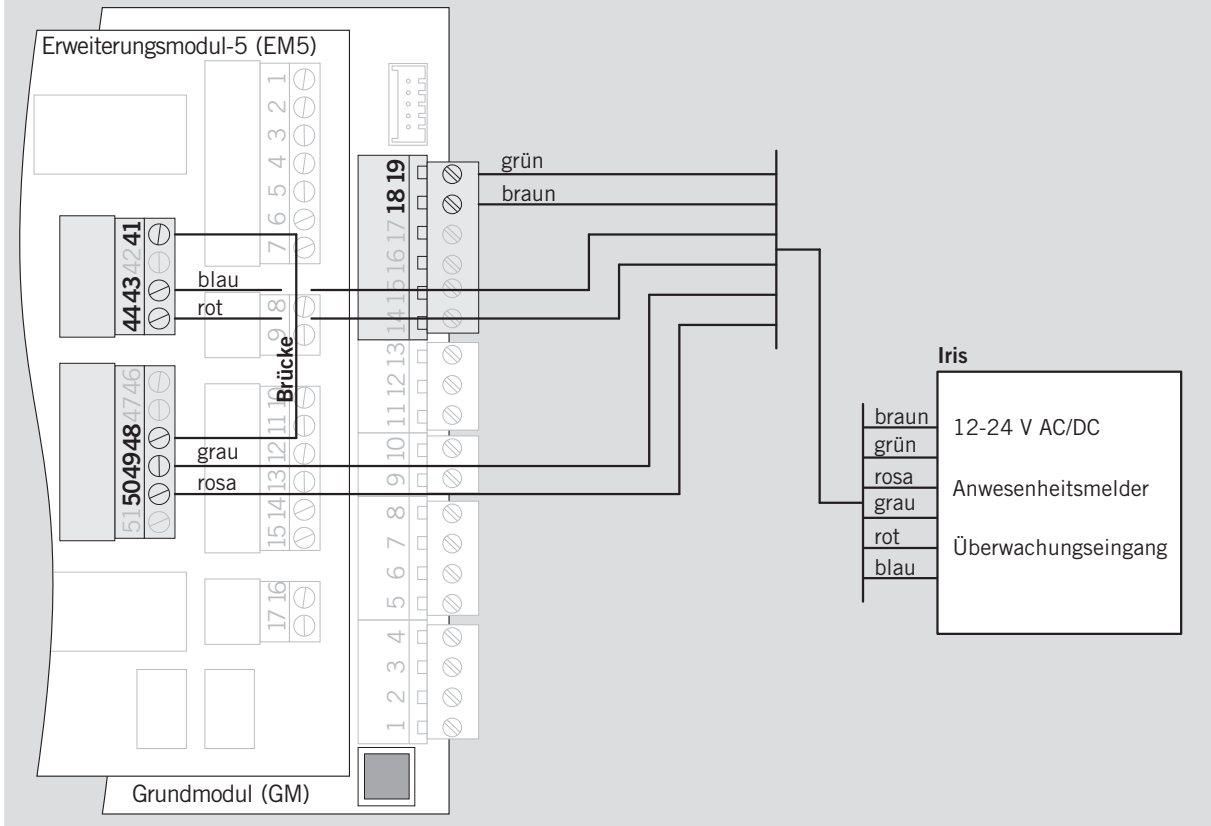 Erweiterungsmodul-5 (EM5)
1
2
3
4
5
6
7
8
9
10
11
12
13
14
15
16
17
41
42
43
44
46
47
48
49
50
51
blau
rot
Brücke
grau
rosa
19
18
17
16
15
14
13
12
11
10
9
8
7
6
5
4
3
2
1
grün
braun
Grundmodul (GM)
Iris
braun
grün
rosa
grau
rot
blau
12-24 V AC/DC
Anwesenheitsmelder
Überwachungseingang